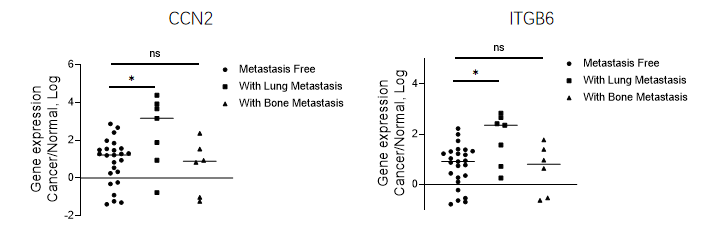 CCN2
ns
*
6
4
2
0
-2
Gene expression
Cancer/Normal, Log
Metastasis Free
With Lung Metastasis
With Bone Metastasis
ITGB6
ns
*
4
2
0
Gene expression
Cancer/Normal, Log
Metastasis Free
With Lung Metastasis
With Bone Metastasis